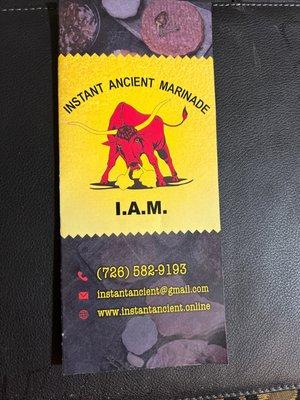 INSTANT ANCIENT MARINADE
I.A.M.
(726) 582-9193
instantancient@gmail.com
www.instantancient.online